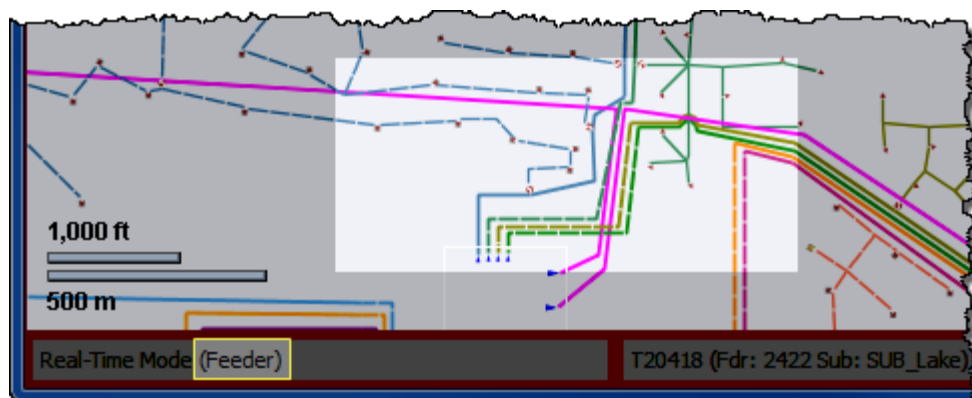 1,000 ft
500 m
Real-Time Mode (Feeder)
T20418 (Fdr: 2422 Sub: SUB_Lake)